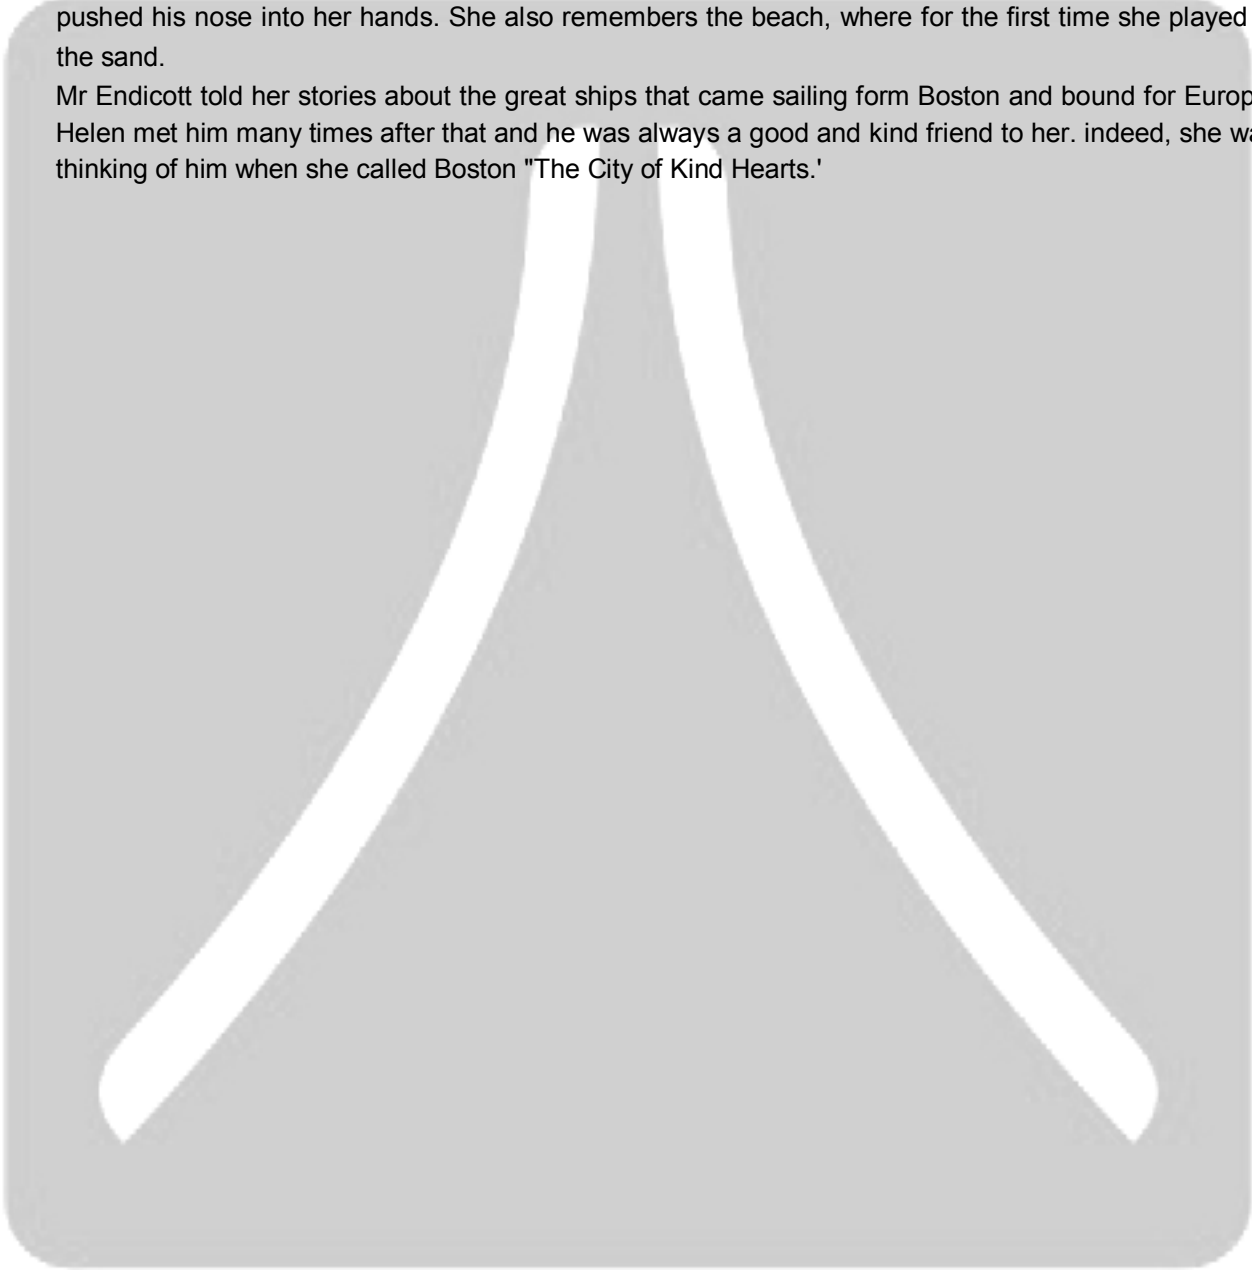 pushed his nose into her hands. She also remembers the beach, where for the first time she played
the sand.
Mr Endicott told her stories about the great ships that came sailing form Boston and bound for Europ
Helen met him many times after that and he was always a good and kind friend to her. indeed, she wa
thinking of him when she called Boston "The City of Kind Hearts.'